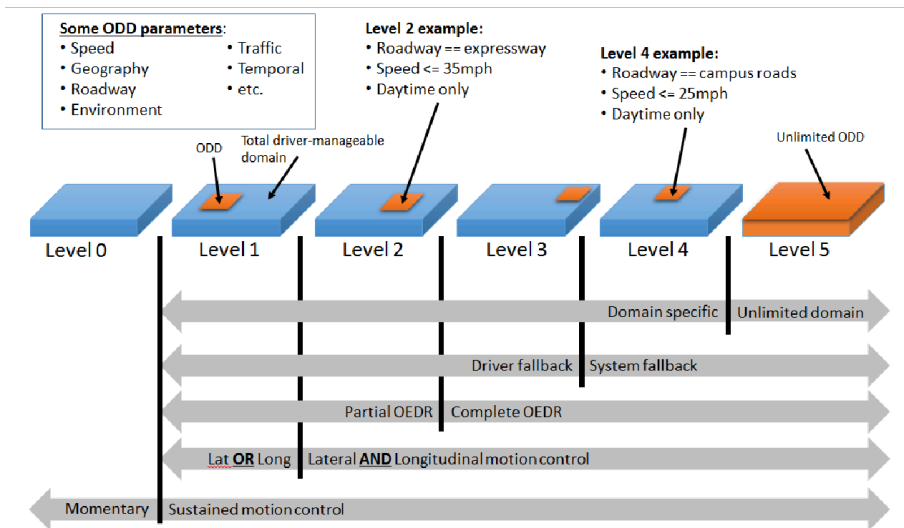 Some ODD parameters:
• Speed
• Geography
• Roadway
• Environment
• Traffic
• Temporal
• etc.
Level 2 example:
• Roadway == expressway
• Speed <= 35mph
• Daytime only
Level 4 example:
• Roadway == campus roads
• Speed <= 25mph
• Daytime only
ODD
Total driver-manageable
domain
Unlimited ODD
Level 0
Level 1
Level 2
Level 3
Level 4
Level 5
Domain specific
Unlimited domain
Driver fallback
System fallback
Partial OEDR
Complete OEDR
Lat OR Long
Lateral AND Longitudinal motion control
Momentary
Sustained motion control